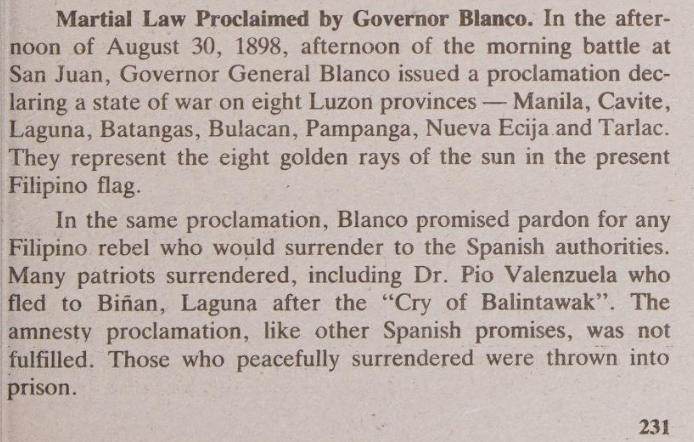 Martial Law Proclaimed by Governor Blanco. In the after-
noon of August 30, 1898, afternoon of the morning battle at
San Juan, Governor General Blanco issued a proclamation dec-
laring a state of war on eight Luzon provinces — Manila, Cavite,
Laguna, Batangas, Bulacan, Pampanga, Nueva Ecija and Tarlac.
They represent the eight golden rays of the sun in the present
Filipino flag.
In the same proclamation, Blanco promised pardon for any
Filipino rebel who would surrender to the Spanish authorities.
Many patriots surrendered, including Dr. Pio Valenzuela who
fled to Biñan, Laguna after the “Cry of Balintawak”. The
amnesty proclamation, like other Spanish promises, was not
fulfilled. Those who peacefully surrendered were thrown into
prison.
231